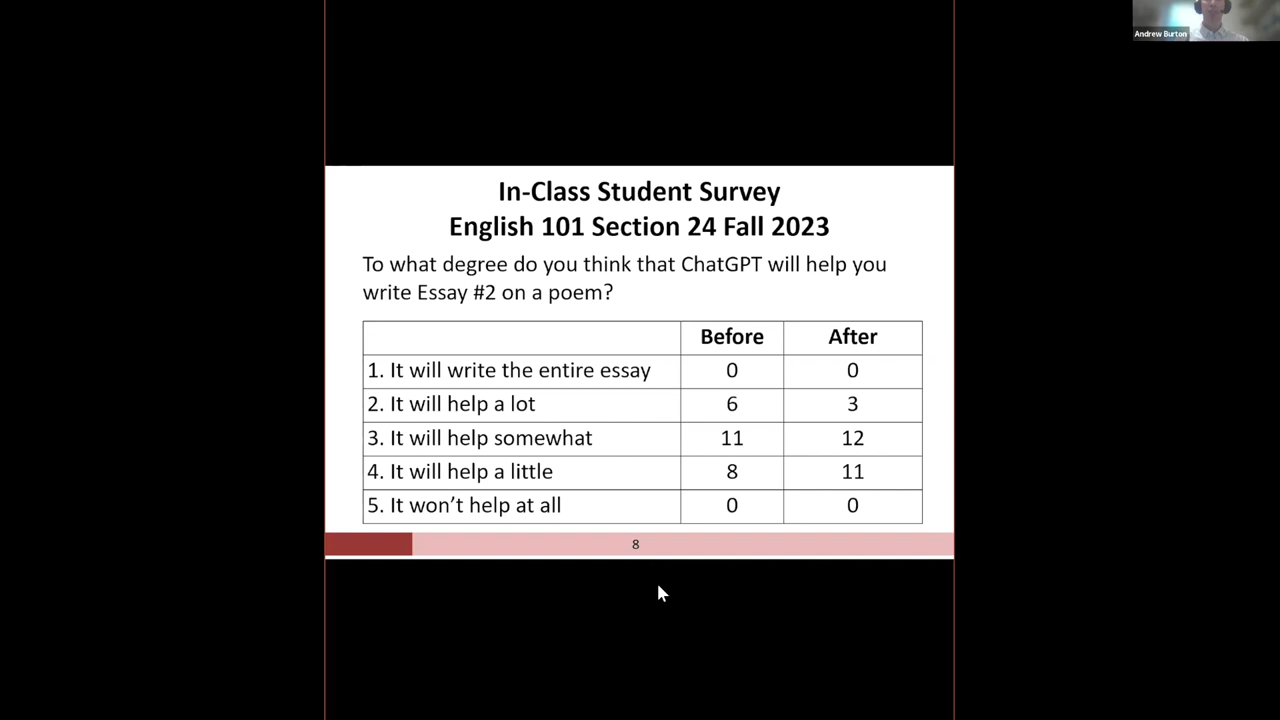 Andrew Burton
In-Class Student Survey
English 101 Section 24 Fall 2023
To what degree do you think that ChatGPT will help you
write Essay #2 on a poem?
Before After
1. It will write the entire essay 0 0
2. It will help a lot 6 3
3. It will help somewhat 11 12
4. It will help a little 8 11
5. It won’t help at all 0 0
8